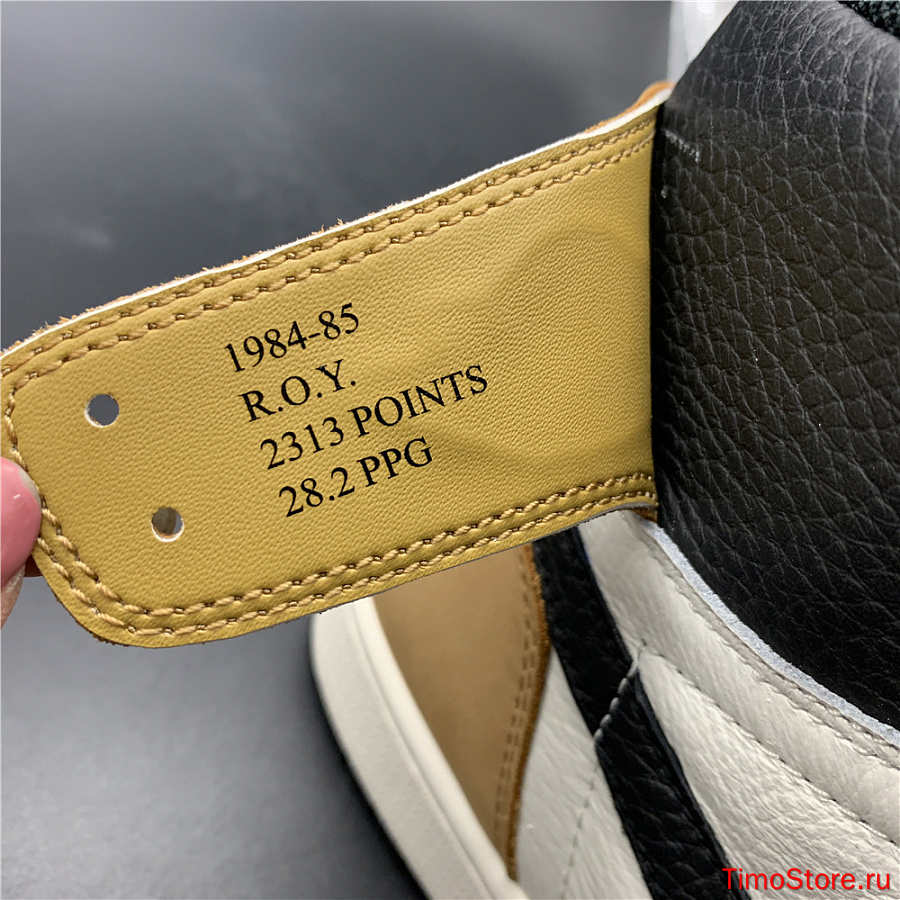 1984-85
R.O.Y.
2313 POINTS
28.2 PPG
TimoStore.ru